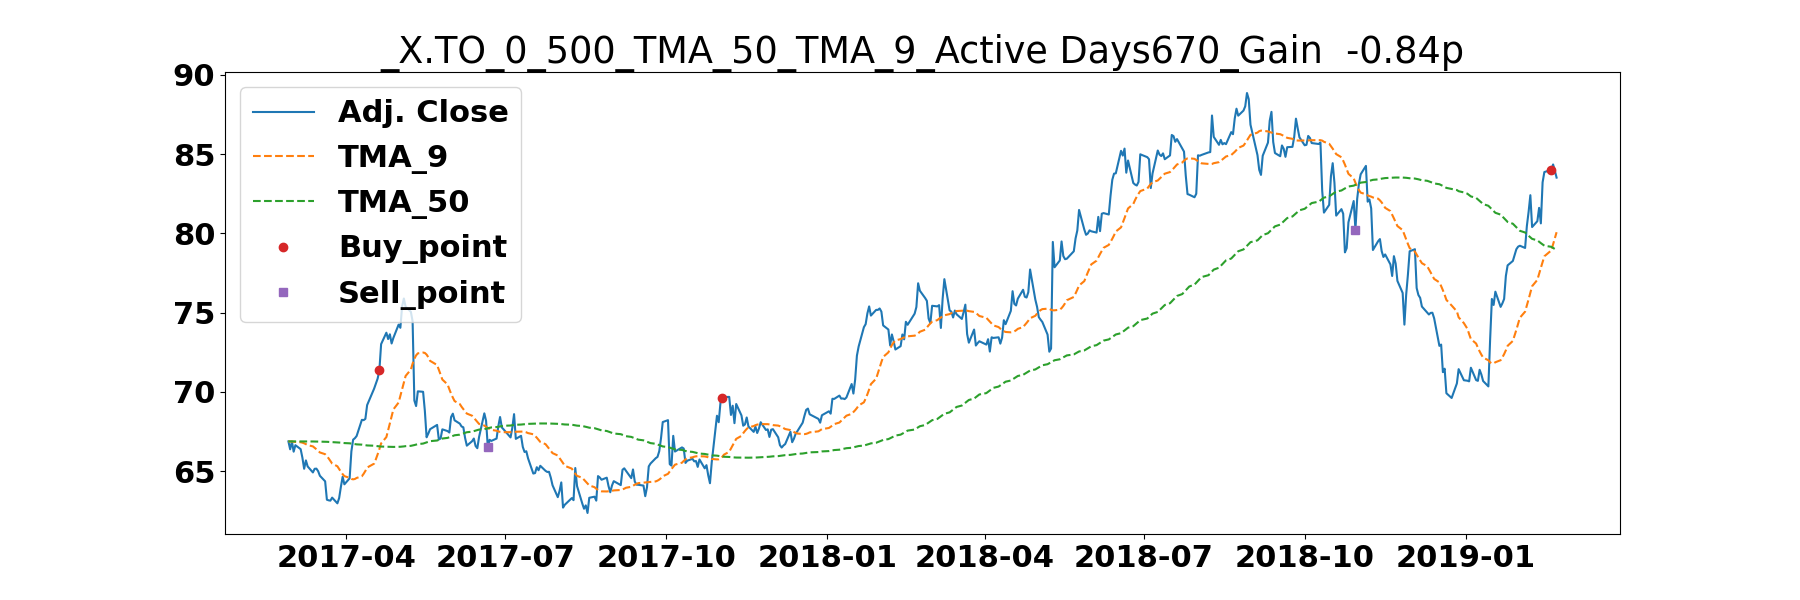 _X.TO_0_500_TMA_50_TMA_9_Active Days670_Gain  -0.84p
90
85
80
75
70
65
Adj. Close
TMA_9
TMA_50
Buy_point
Sell_point
2017-04 2017-07 2017-10 2018-01 2018-04 2018-07 2018-10 2019-01